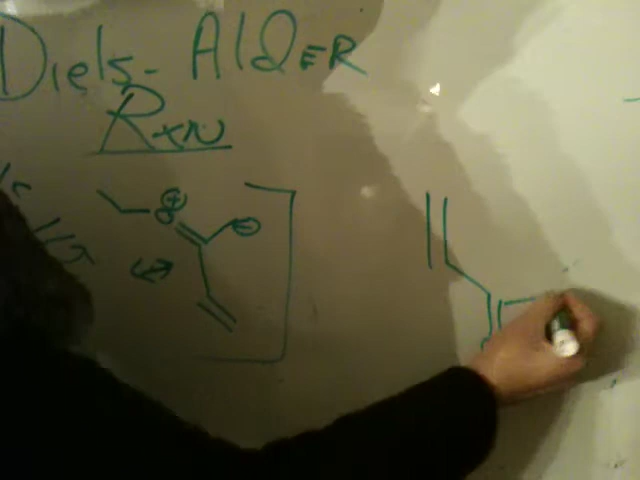 Diels-Alder
Rxn
⊕
O
⊖
↔